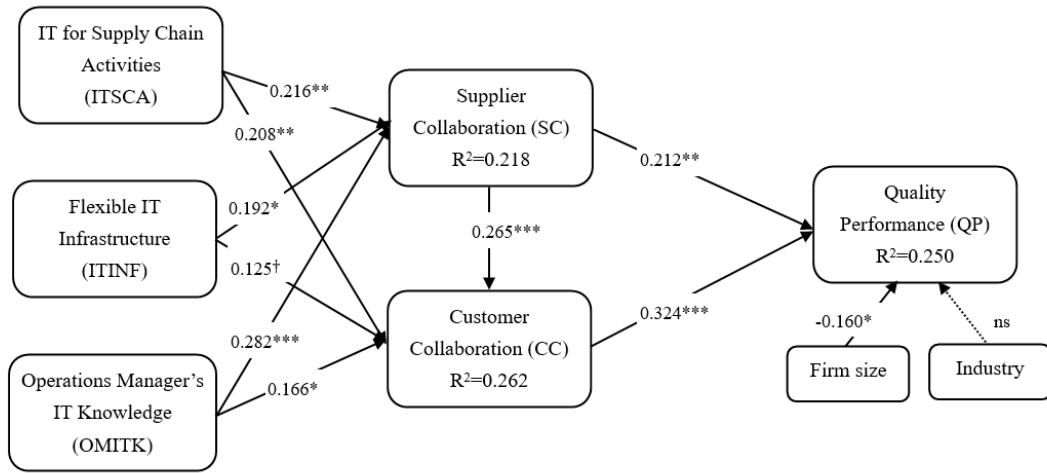 IT for Supply Chain
Activities
(ITSCA)
0.216**
0.208**
Supplier
Collaboration (SC)
R²=0.218
0.212**
Flexible IT
Infrastructure
(ITINF)
0.192*
0.125†
0.265***
Quality
Performance (QP)
R²=0.250
Operations Manager's
IT Knowledge
(OMITK)
0.282***
0.166*
Customer
Collaboration (CC)
R²=0.262
0.324***
-0.160*
ns
Firm size
Industry